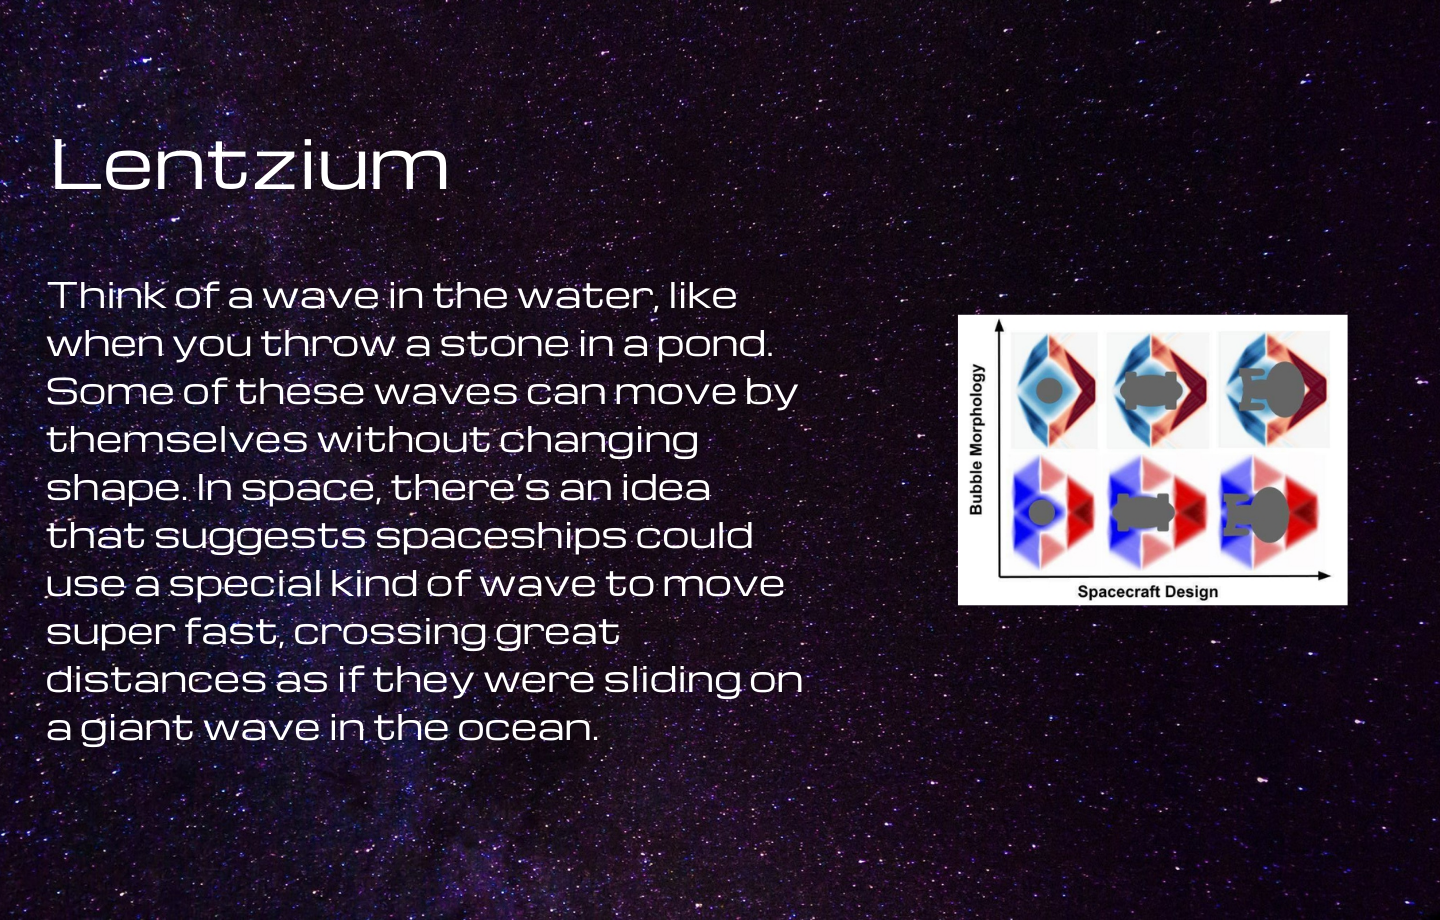 Lentzium
Think of a wave in the water, like
when you throw a stone in a pond.
Some of these waves can move by
themselves without changing
shape. In space, there's an idea
that suggests spaceships could
use a special kind of wave to move
super fast, crossing great
distances as if they were sliding on
a giant wave in the ocean.
Bubble Morphology
Spacecraft Design